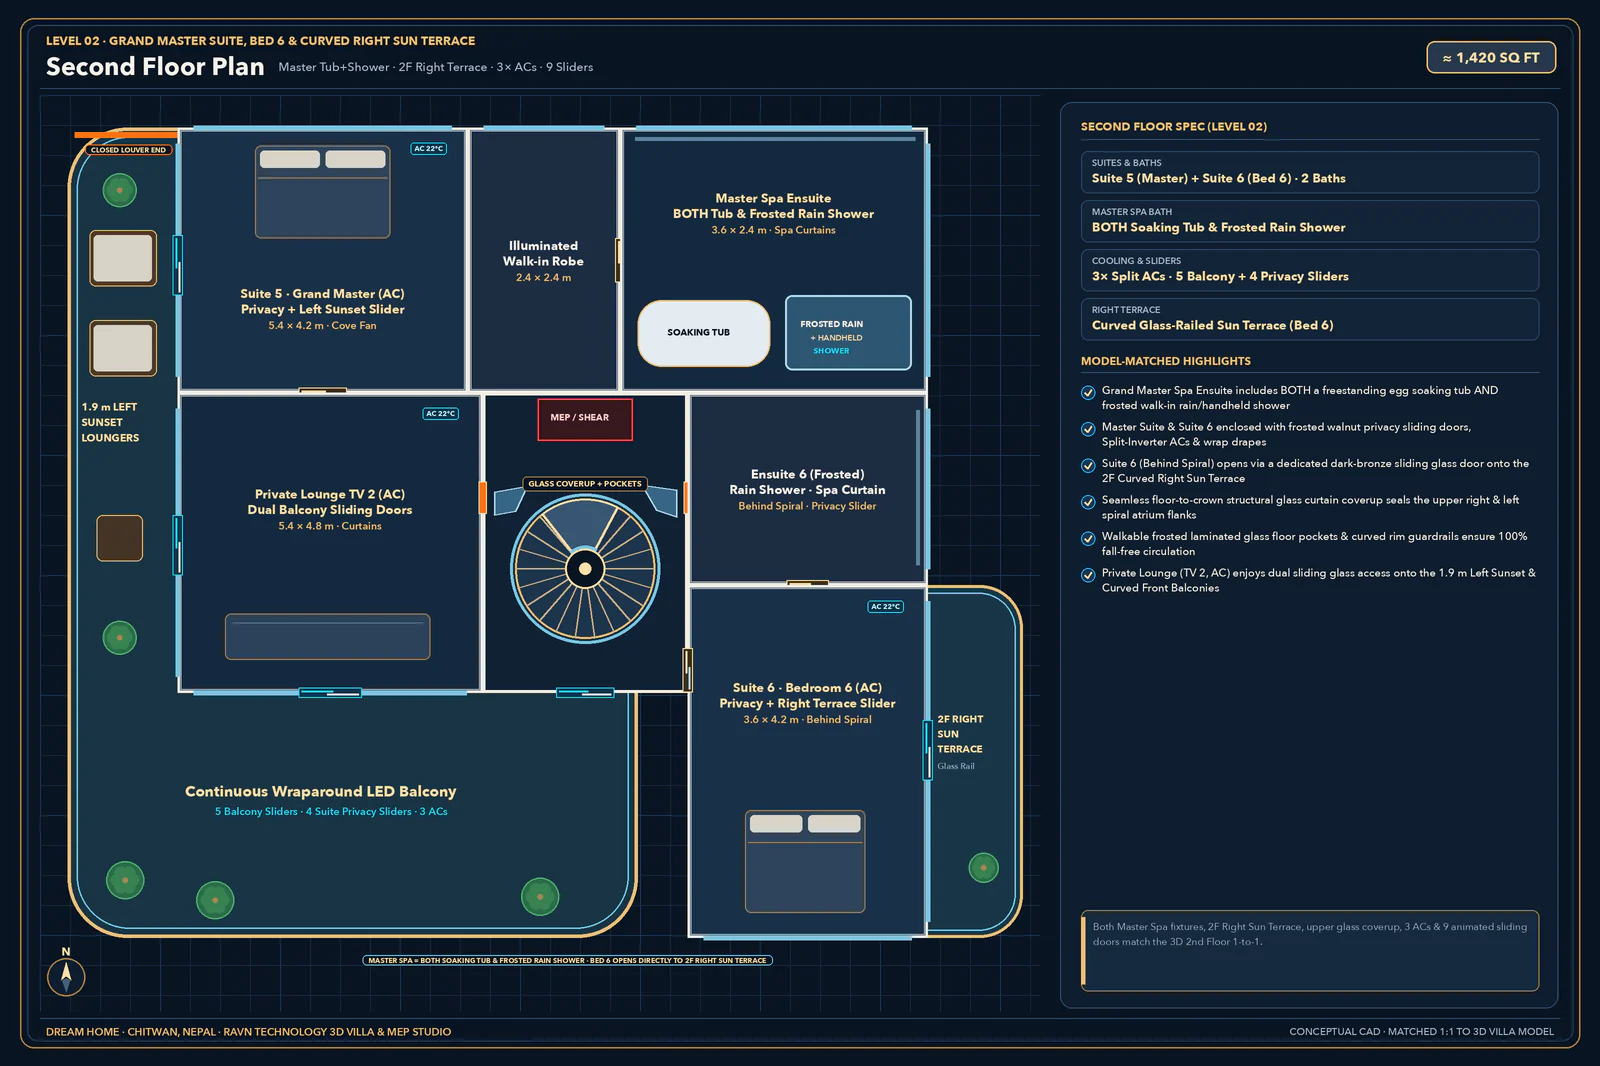 LEVEL 02 · GRAND MASTER SUITE, BED 6 & CURVED RIGHT SUN TERRACE
Second Floor Plan
Master Tub+Shower · 2F Right Terrace · 3× ACs · 9 Sliders
≈ 1,420 SQ FT
CLOSED LOUVER END
AC 22°C
Suite 5 · Grand Master (AC)
Privacy + Left Sunset Slider
5.4 × 4.2 m · Cove Fan
Illuminated
Walk-in Robe
2.4 × 2.4 m
Master Spa Ensuite
BOTH Tub & Frosted Rain Shower
3.6 × 2.4 m · Spa Curtains
SOAKING TUB
FROSTED RAIN
+ HANDHELD
SHOWER
1.9 m LEFT
SUNSET
LOUNGERS
AC 22°C
Private Lounge TV 2 (AC)
Dual Balcony Sliding Doors
5.4 × 4.8 m · Curtains
MEP / SHEAR
GLASS COVERUP + POCKETS
Ensuite 6 (Frosted)
Rain Shower · Spa Curtain
Behind Spiral · Privacy Slider
AC 22°C
Suite 6 · Bedroom 6 (AC)
Privacy + Right Terrace Slider
3.6 × 4.2 m · Behind Spiral
2F RIGHT
SUN
TERRACE
Glass Rail
Continuous Wraparound LED Balcony
5 Balcony Sliders · 4 Suite Privacy Sliders · 3 ACs
N
MASTER SPA = BOTH SOAKING TUB & FROSTED RAIN SHOWER · BED 6 OPENS DIRECTLY TO 2F RIGHT SUN TERRACE
SECOND FLOOR SPEC (LEVEL 02)
SUITES & BATHS
Suite 5 (Master) + Suite 6 (Bed 6) · 2 Baths
MASTER SPA BATH
BOTH Soaking Tub & Frosted Rain Shower
COOLING & SLIDERS
3× Split ACs · 5 Balcony + 4 Privacy Sliders
RIGHT TERRACE
Curved Glass-Railed Sun Terrace (Bed 6)
MODEL-MATCHED HIGHLIGHTS
Grand Master Spa Ensuite includes BOTH a freestanding egg soaking tub AND
frosted walk-in rain/handheld shower
Master Suite & Suite 6 enclosed with frosted walnut privacy sliding doors,
Split-Inverter ACs & wrap drapes
Suite 6 (Behind Spiral) opens via a dedicated dark-bronze sliding glass door onto the
2F Curved Right Sun Terrace
Seamless floor-to-crown structural glass curtain coverup seals the upper right & left
spiral atrium flanks
Walkable frosted laminated glass floor pockets & curved rim guardrails ensure 100%
fall-free circulation
Private Lounge (TV 2, AC) enjoys dual sliding glass access onto the 1.9 m Left Sunset &
Curved Front Balconies
Both Master Spa fixtures, 2F Right Sun Terrace, upper glass coverup, 3 ACs & 9 animated sliding
doors match the 3D 2nd Floor 1-to-1.
DREAM HOME · CHITWAN, NEPAL · RAVN TECHNOLOGY 3D VILLA & MEP STUDIO
CONCEPTUAL CAD · MATCHED 1:1 TO 3D VILLA MODEL